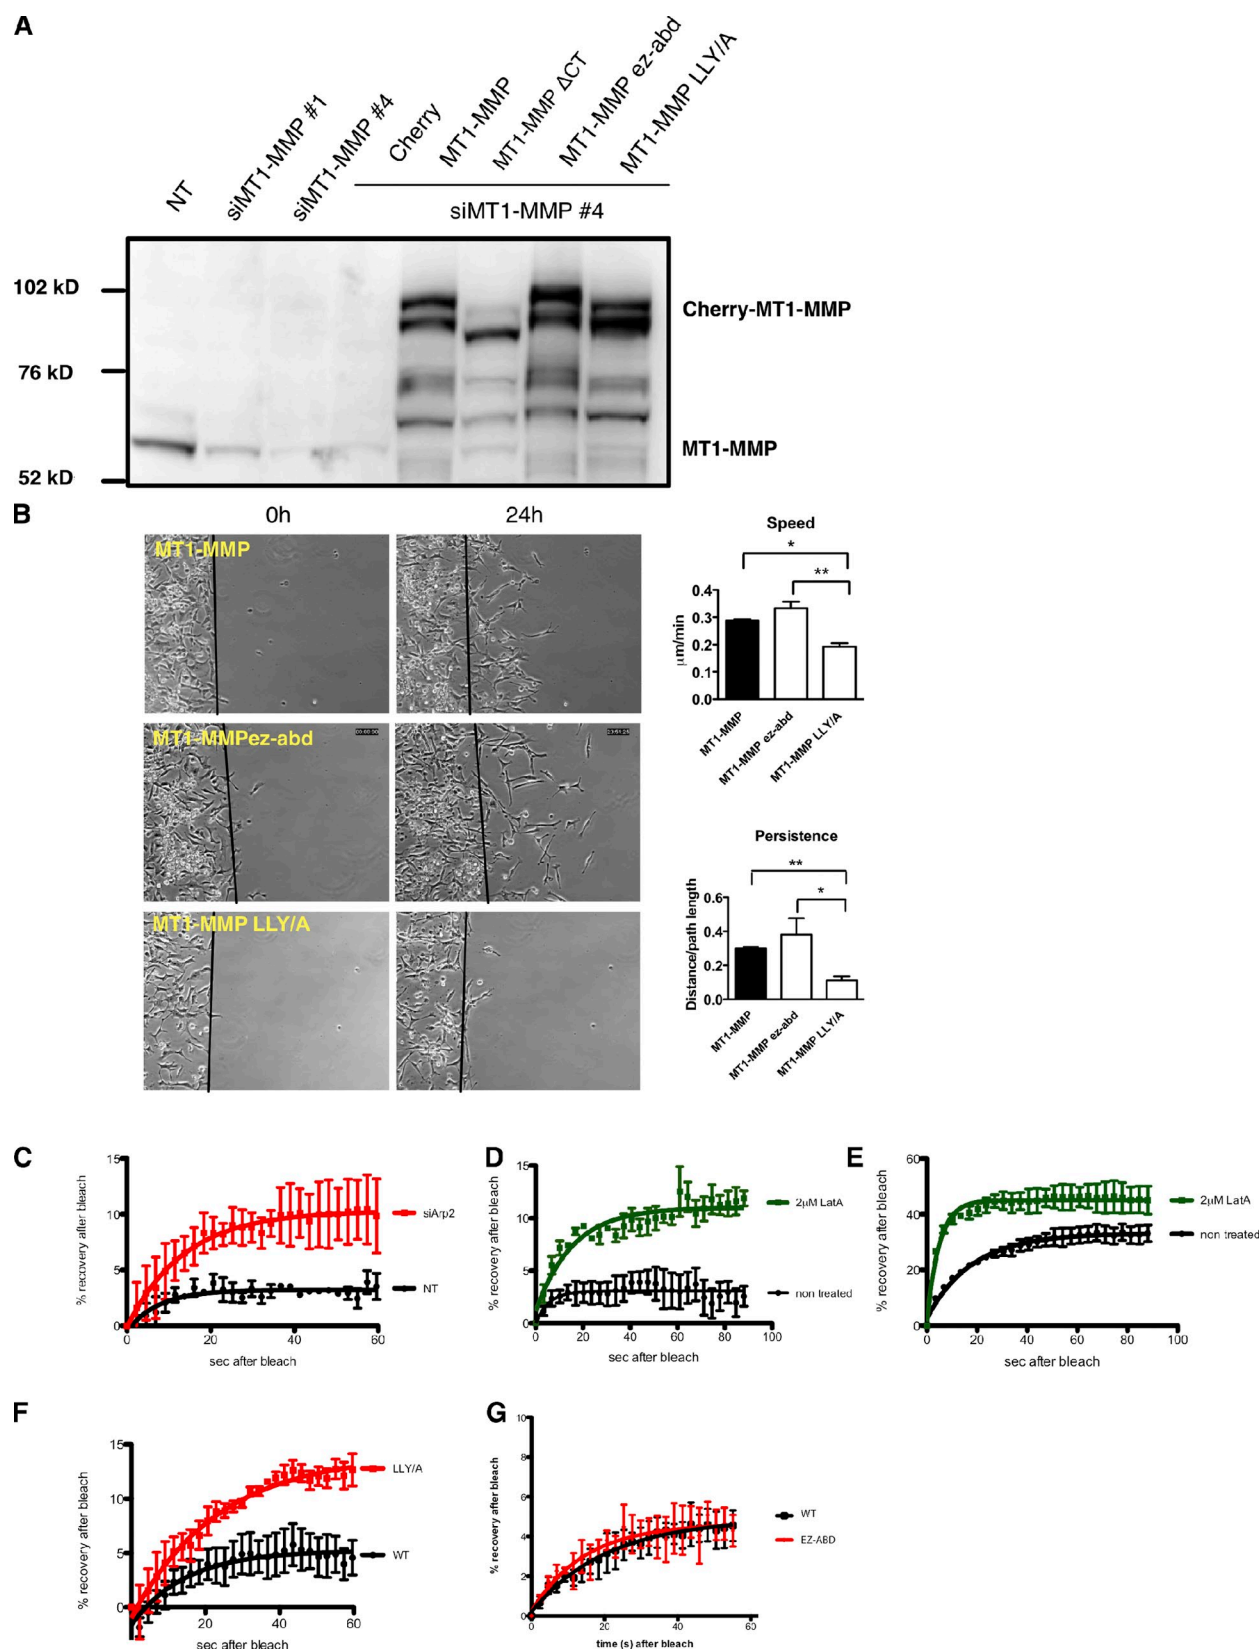 A
NT
siMT1-MMP #1
siMT1-MMP #4
Cherry
MT1-MMP
MT1-MMP ΔCT
MT1-MMP ez-abd
MT1-MMP LLY/A
siMT1-MMP #4
102 kD
76 kD
52 kD
Cherry-MT1-MMP
MT1-MMP
B
0h
24h
MT1-MMP
MT1-MMPez-abd
MT1-MMP LLY/A
Speed
*
**
0.4
0.3
0.2
0.1
0.0
µm/min
MT1-MMP
MT1-MMP ez-abd
MT1-MMP LLY/A
Persistence
**
*
0.6
0.4
0.2
0.0
Distance/path length
MT1-MMP
MT1-MMP ez-abd
MT1-MMP LLY/A
C
15
10
5
0
% recovery after bleach
0 20 40 60
sec after bleach
siArp2
NT
D
15
10
5
0
% recovery after bleach
0 20 40 60 80 100
sec after bleach
2µM LatA
non treated
E
60
40
20
0
% recovery after bleach
0 20 40 60 80 100
sec after bleach
2µM LatA
non treated
F
15
10
5
0
% recovery after bleach
20 40 60
sec after bleach
LLY/A
WT
G
10
8
6
4
2
0
% recovery after bleach
0 20 40 60
time (s) after bleach
WT
EZ-ABD